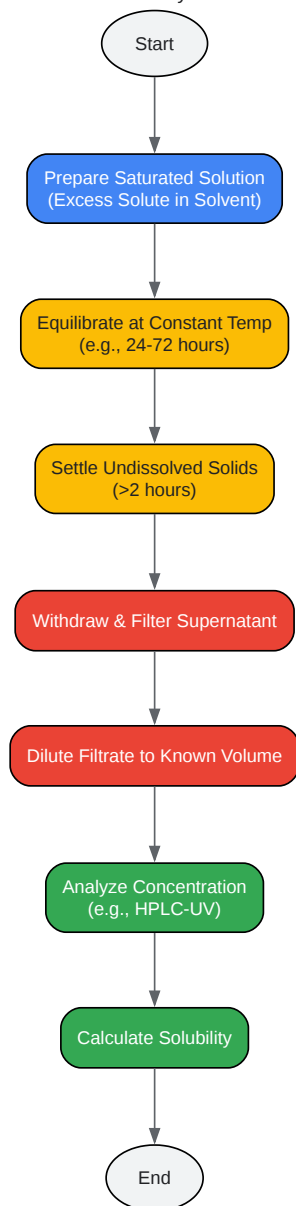 Start
Prepare Saturated Solution
(Excess Solute in Solvent)
Equilibrate at Constant Temp
(e.g., 24-72 hours)
Settle Undissolved Solids
(>2 hours)
Withdraw & Filter Supernatant
Dilute Filtrate to Known Volume
Analyze Concentration
(e.g., HPLC-UV)
Calculate Solubility
End